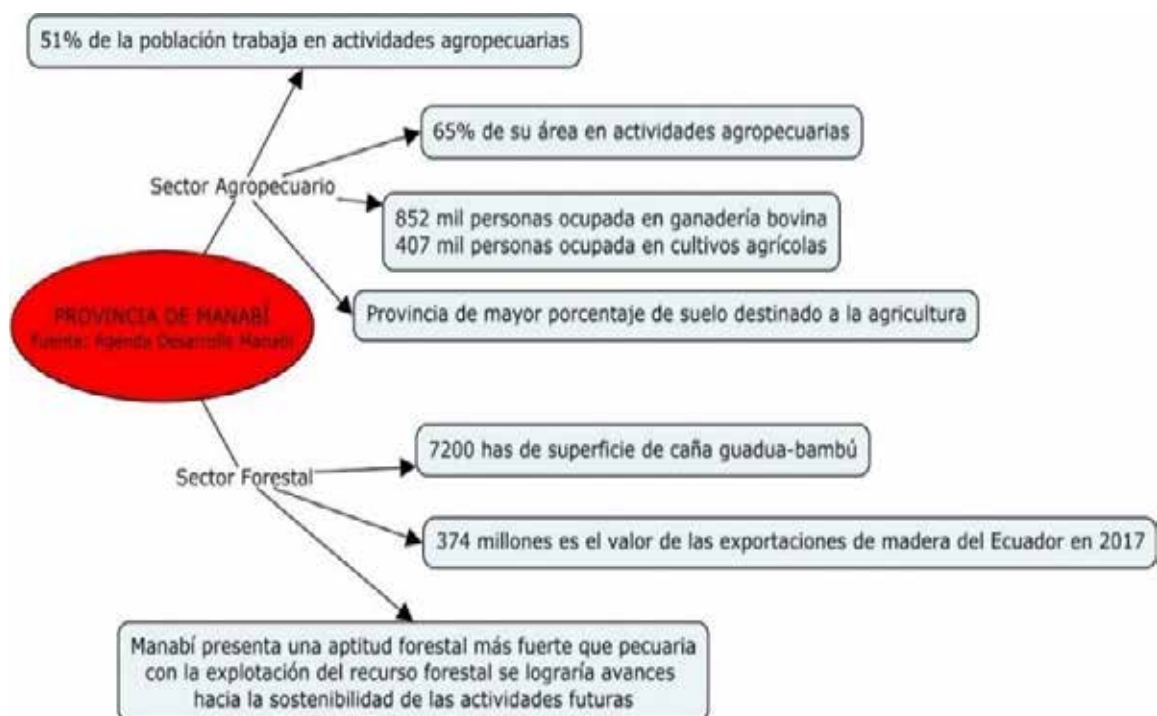 51% de la población trabaja en actividades agropecuarias
65% de su área en actividades agropecuarias
Sector Agropecuario
852 mil personas ocupada en ganadería bovina
407 mil personas ocupada en cultivos agrícolas
PROVINCIA DE MANABÍ
Fuente: Agenda Desarrollo Manabí
Provincia de mayor porcentaje de suelo destinado a la agricultura
7200 has de superficie de caña guadua-bambú
Sector Forestal
374 millones es el valor de las exportaciones de madera del Ecuador en 2017
Manabí presenta una aptitud forestal más fuerte que pecuaria
con la explotación del recurso forestal se lograría avances
hacia la sostenibilidad de las actividades futuras